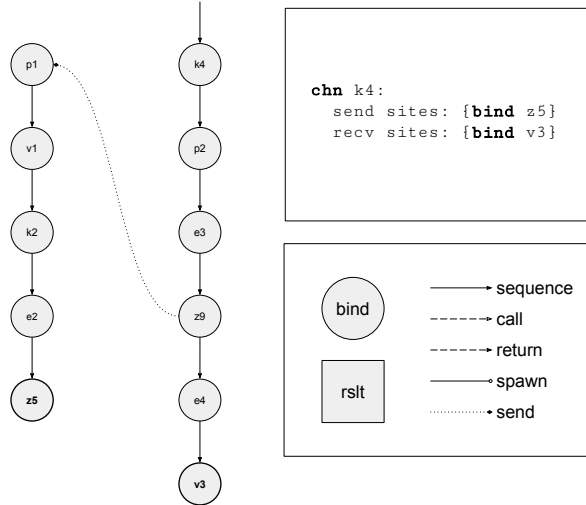 p1
v1
k2
e2
z5
k4
p2
e3
z9
e4
v3
chn k4:
send sites: {bind z5}
recv sites: {bind v3}
bind
rslt
sequence
call
return
spawn
send